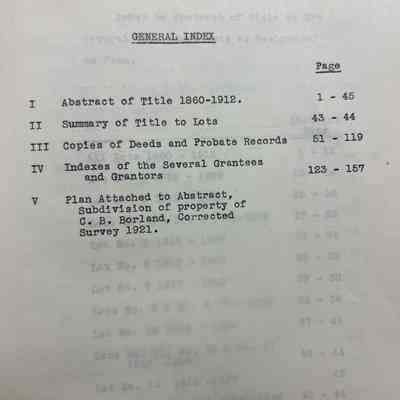 GENERAL INDEX
Page
I Abstract of Title 1860-1912. 1 - 45
II Summary of Title to Lots 43 - 44
III Copies of Deeds and Probate Records 51 - 119
IV Indexes of the Several Grantees
and Grantors 123 - 157
V Plan Attached to Abstract,
Subdivision of property of
C. B. Borland, Corrected
Survey 1921.